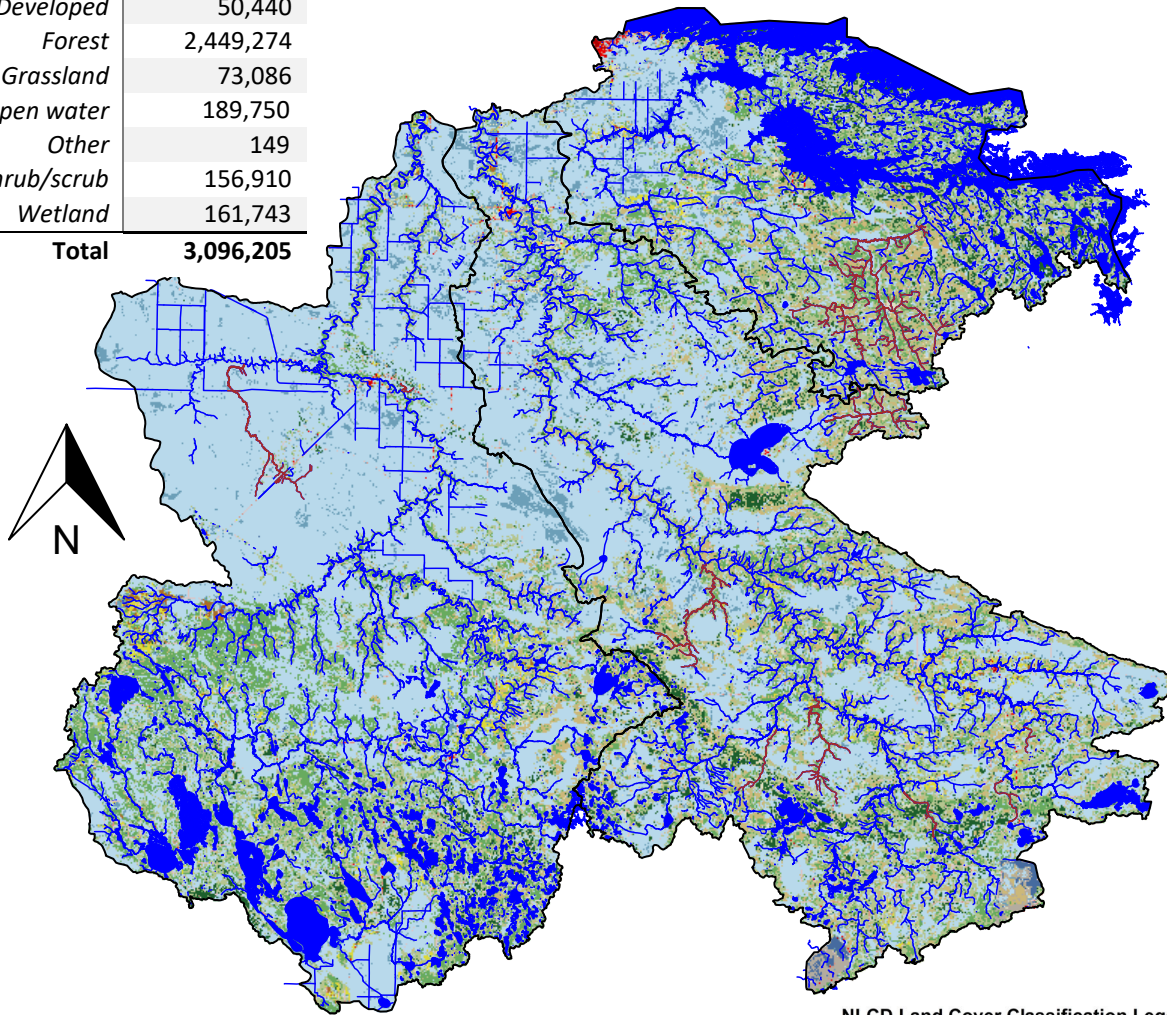 Developed 50,440
Forest 2,449,274
Grassland 73,086
pen water 189,750
Other 149
rub/scrub 156,910
Wetland 161,743
Total 3,096,205
N
NLCD Land Cover Classification Leg